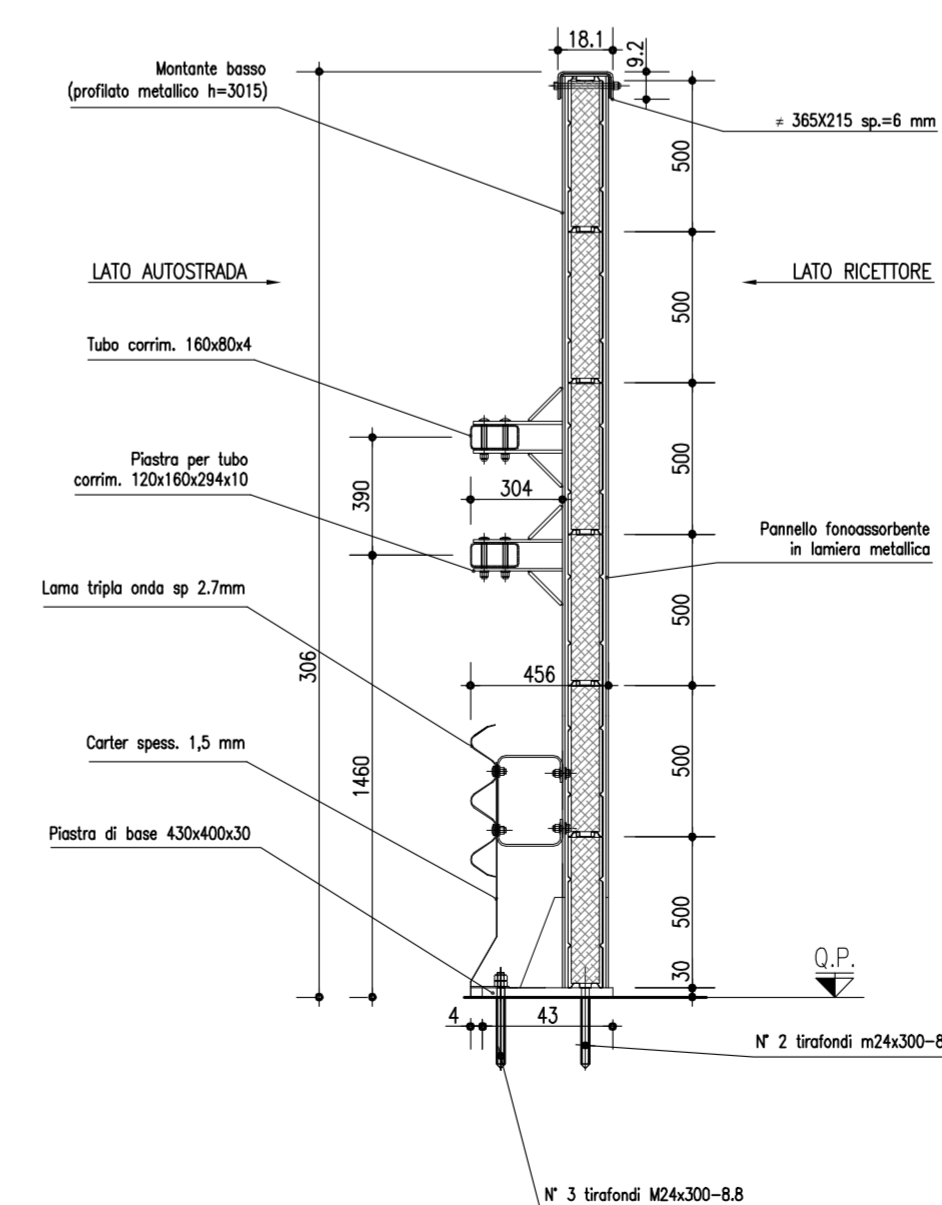 18.1
9.2
Montante basso
(profilato metallico h=3015)
≠ 365X215 sp.=6 mm
500
LATO AUTOSTRADA
LATO RICETTORE
500
Tubo corrim. 160x80x4
500
Piastra per tubo
corrim. 120x160x294x10
390
304
Pannello fonoassorbente
in lamiera metallica
Lama tripla onda sp 2.7mm
500
306
456
Carter spess. 1,5 mm
1460
500
Piastra di base 430x400x30
500
30
Q.P.
4
43
N° 2 tirafondi m24x300-8
N° 3 tirafondi M24x300-8.8